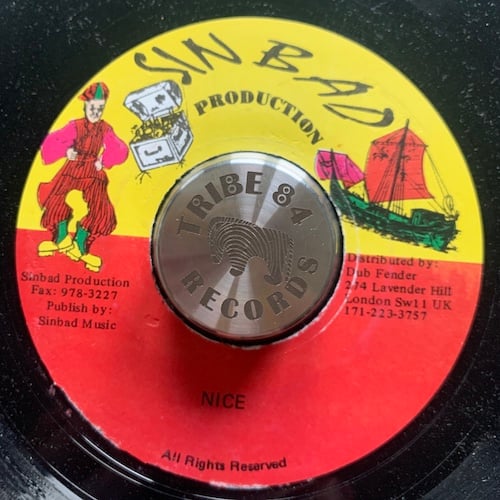 SIN BAD
PRODUCTION
TRIBE 84
RECORDS
Sinbad Production
Fax: 978-3227
Publish by:
Sinbad Music
Distributed by:
Dub Fender
274 Lavender Hill
London Sw11 UK
171-223-3757
NICE
All Rights Reserved